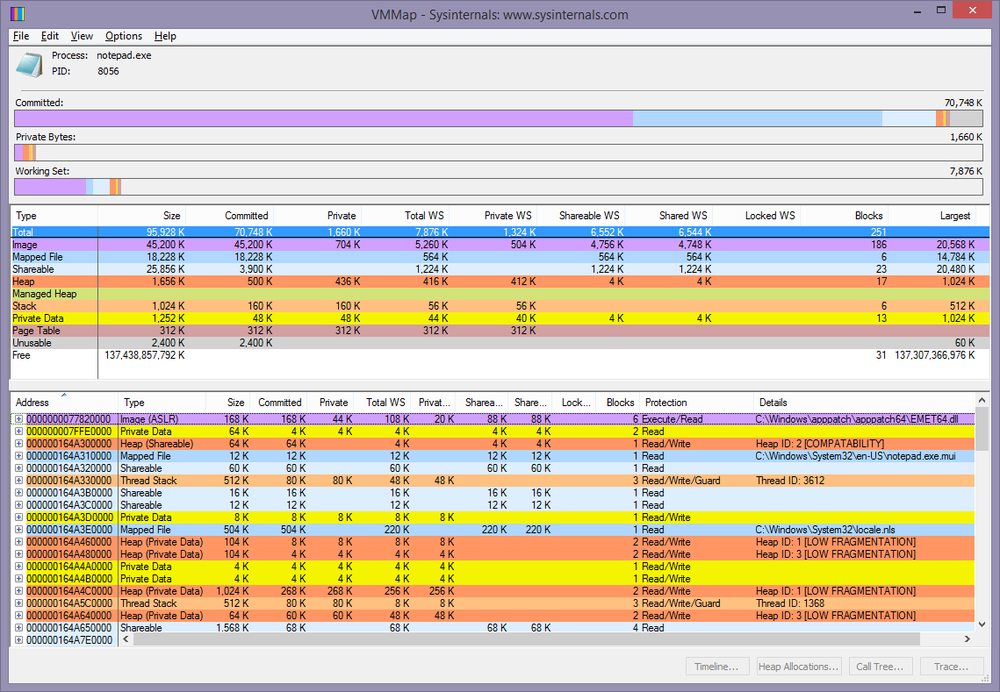 VMMap - Sysinternals: www.sysinternals.com
File Edit View Options Help
Process: notepad.exe
PID: 8056
Committed: 70,748 K
Private Bytes: 1,660 K
Working Set: 7,876 K
Type Size Committed Private Total WS Private WS Shareable WS Shared WS Locked WS Blocks Largest
Total 95,928 K 70,748 K 1,660 K 7,876 K 1,324 K 6,552 K 6,544 K 251
Image 45,200 K 45,200 K 704 K 5,260 K 504 K 4,756 K 4,748 K 186 20,568 K
Mapped File 18,228 K 18,228 K 564 K 564 K 564 K 6 14,784 K
Shareable 25,856 K 3,900 K 1,224 K 1,224 K 1,224 K 23 20,480 K
Heap 1,656 K 500 K 436 K 416 K 412 K 4 K 4 K 17 1,024 K
Managed Heap
Stack 1,024 K 160 K 160 K 56 K 56 K 6 512 K
Private Data 1,252 K 48 K 48 K 44 K 40 K 4 K 4 K 13 1,024 K
Page Table 312 K 312 K 312 K 312 K 312 K
Unusable 2,400 K 2,400 K 60 K
Free 137,438,857,792 K 31 137,307,366,976 K
Address Type Size Committed Private Total WS Privat... Sharea... Share... Lock... Blocks Protection Details
0000000077820000 Image (ASLR) 168 K 168 K 44 K 108 K 20 K 88 K 88 K 6 Execute/Read C:\Windows\apppatch\apppatch64\EMET64.dll
000000007FFE0000 Private Data 64 K 4 K 4 K 4 K 4 K 4 K 2 Read
000000164A300000 Heap (Shareable) 64 K 64 K 4 K 4 K 4 K 1 Read/Write Heap ID: 2 [COMPATABILITY]
000000164A310000 Mapped File 12 K 12 K 12 K 12 K 12 K 1 Read C:\Windows\System32\en-US\notepad.exe.mui
000000164A320000 Shareable 60 K 60 K 60 K 60 K 60 K 1 Read
000000164A330000 Thread Stack 512 K 80 K 80 K 48 K 48 K 3 Read/Write/Guard Thread ID: 3612
000000164A3B0000 Shareable 16 K 16 K 16 K 16 K 16 K 1 Read
000000164A3C0000 Shareable 12 K 12 K 12 K 12 K 12 K 1 Read
000000164A3D0000 Private Data 8 K 8 K 8 K 8 K 8 K 1 Read/Write
000000164A3E0000 Mapped File 504 K 504 K 220 K 220 K 220 K 1 Read C:\Windows\System32\locale.nls
000000164A460000 Heap (Private Data) 104 K 8 K 8 K 8 K 8 K 2 Read/Write Heap ID: 1 [LOW FRAGMENTATION]
000000164A480000 Heap (Private Data) 104 K 4 K 4 K 4 K 4 K 2 Read/Write Heap ID: 3 [LOW FRAGMENTATION]
000000164A4A0000 Private Data 4 K 4 K 4 K 4 K 4 K 1 Read/Write
000000164A4B0000 Private Data 4 K 4 K 4 K 4 K 4 K 1 Read/Write
000000164A4C0000 Heap (Private Data) 1,024 K 268 K 268 K 256 K 256 K 2 Read/Write Heap ID: 1 [LOW FRAGMENTATION]
000000164A5C0000 Thread Stack 512 K 80 K 80 K 8 K 8 K 3 Read/Write/Guard Thread ID: 1368
000000164A640000 Heap (Private Data) 64 K 60 K 60 K 48 K 48 K 2 Read/Write Heap ID: 3 [LOW FRAGMENTATION]
000000164A650000 Shareable 1,568 K 68 K 68 K 68 K 68 K 4 Read
000000164A7E0000
Timeline... Heap Allocations... Call Tree... Trace...